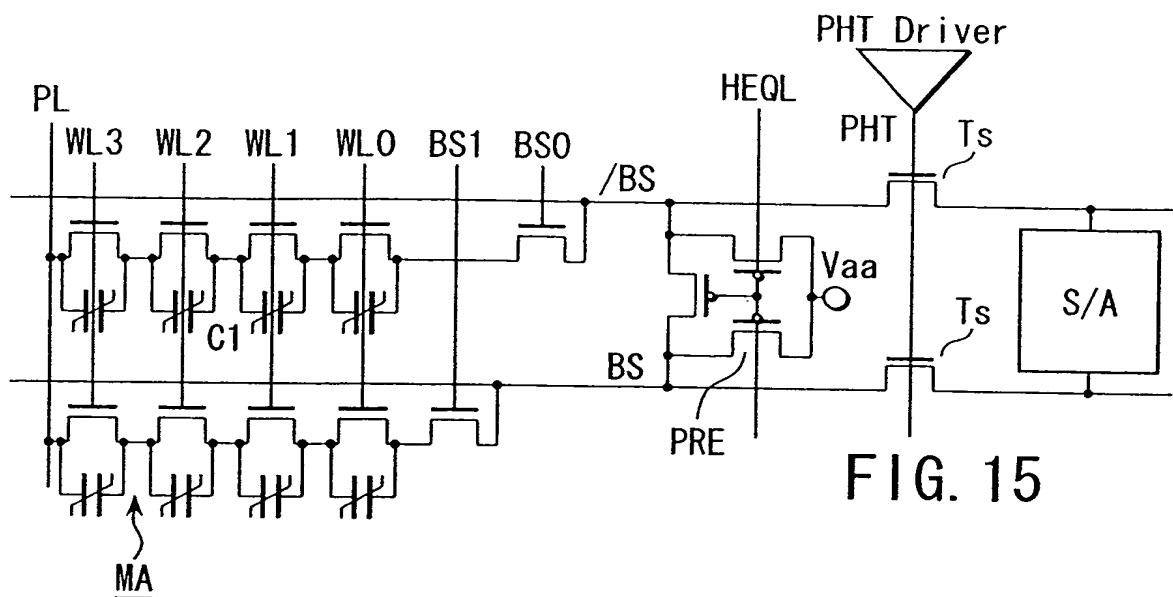 PHT Driver
PL
HEQL
WL3 WL2 WL1 WL0 BS1 BS0
PHT
Ts
/BS
Vaa
S/A
C1
Ts
BS
PRE
FIG. 15
MA